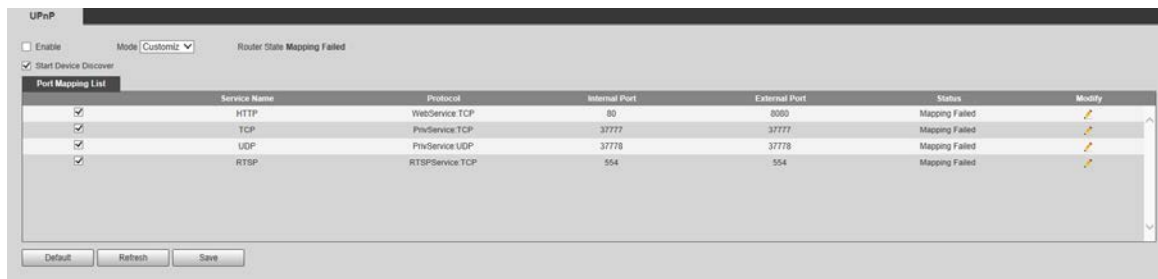 UPnP
Enable Mode Customiz Router State Mapping Failed
Start Device Discover
Port Mapping List
Service Name Protocol Internal Port External Port Status Modify
HTTP WebService:TCP 80 8080 Mapping Failed
TCP PrivService:TCP 37777 37777 Mapping Failed
UDP PrivService:UDP 37778 37778 Mapping Failed
RTSP RTSPService:TCP 554 554 Mapping Failed
Default Refresh Save